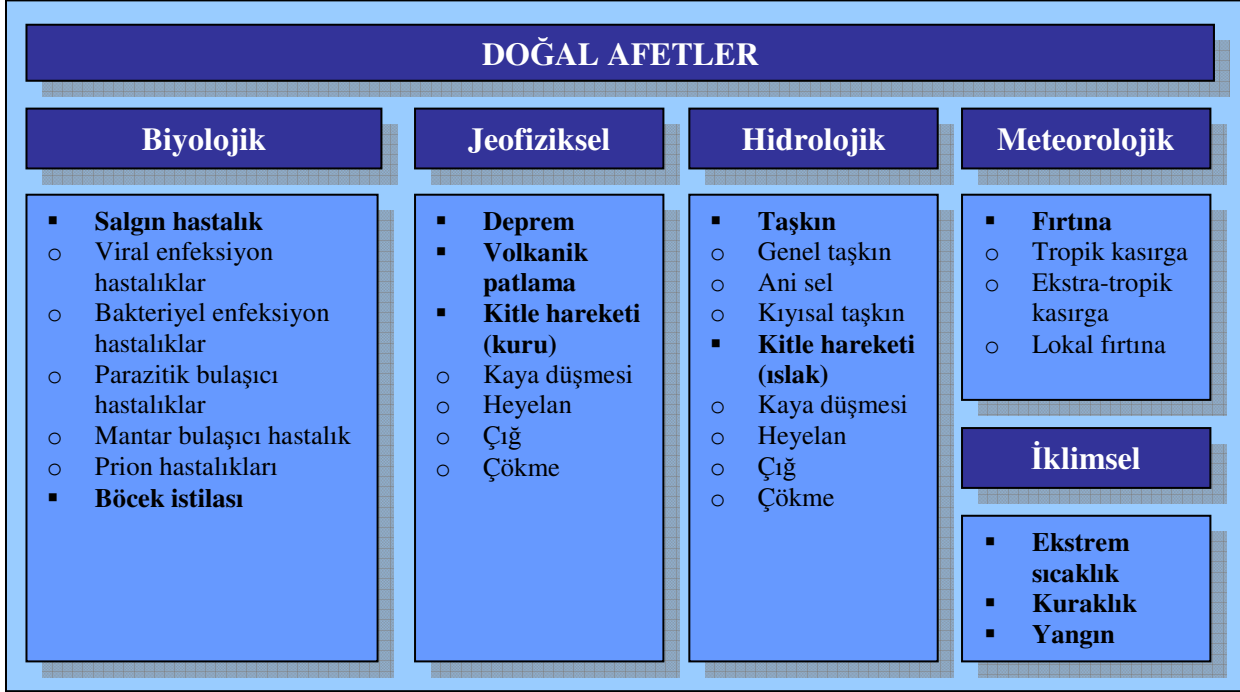 DOĞAL AFETLER
Biyolojik
▪ Salgın hastalık
o Viral enfeksiyon
hastalıklar
o Bakteriyel enfeksiyon
hastalıklar
o Parazitik bulaşıcı
hastalıklar
o Mantar bulaşıcı hastalık
o Prion hastalıkları
▪ Böcek istilası
Jeofiziksel
▪ Deprem
▪ Volkanik
patlama
▪ Kitle hareketi
(kuru)
o Kaya düşmesi
o Heyelan
o Çığ
o Çökme
Hidrolojik
▪ Taşkın
o Genel taşkın
o Ani sel
o Kıyısal taşkın
▪ Kitle hareketi
(ıslak)
o Kaya düşmesi
o Heyelan
o Çığ
o Çökme
Meteorolojik
▪ Fırtına
o Tropik kasırga
o Ekstra-tropik
kasırga
o Lokal fırtına
İklimsel
▪ Ekstrem
sıcaklık
▪ Kuraklık
▪ Yangın